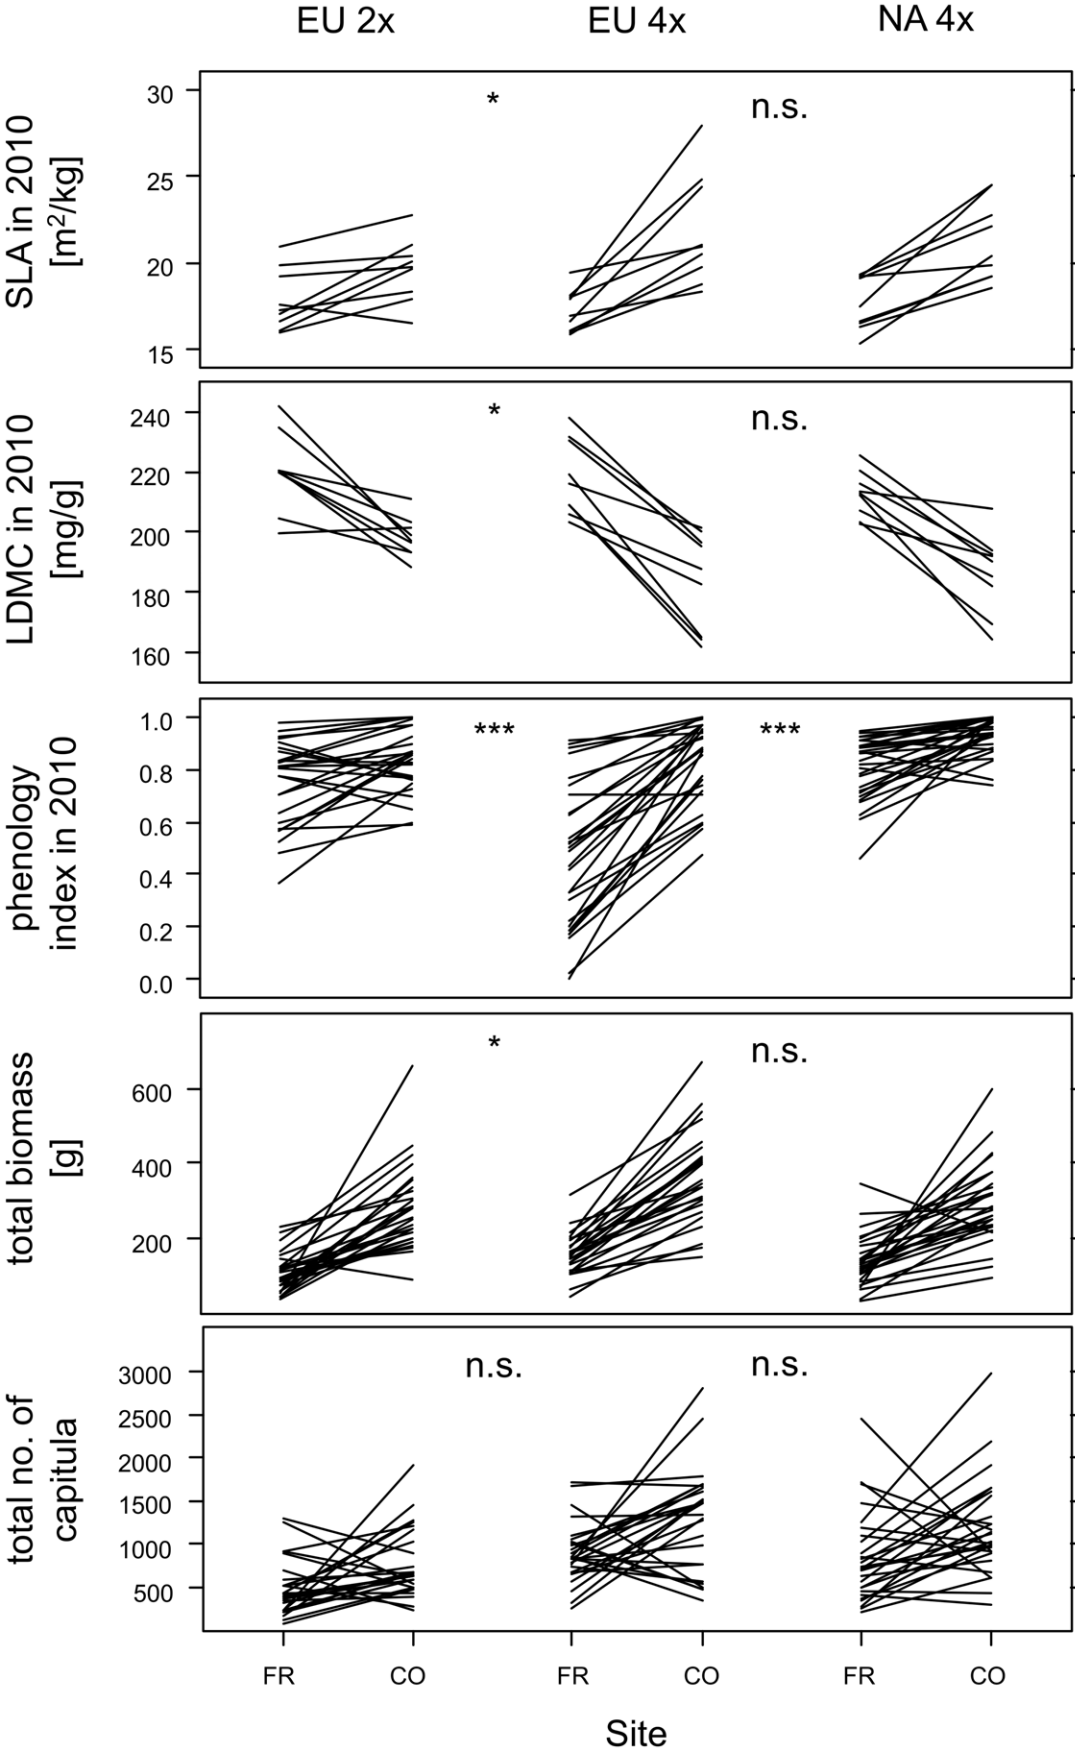 EU 2x EU 4x NA 4x
SLA in 2010
[m²/kg]
30
25
20
15
* n.s.
LDMC in 2010
[mg/g]
240
220
200
180
160
* n.s.
phenology
index in 2010
1.0
0.8
0.6
0.4
0.2
0.0
*** ***
total biomass
[g]
600
400
200
* n.s.
total no. of
capitula
3000
2500
2000
1500
1000
500
n.s. n.s.
FR CO FR CO FR CO
Site